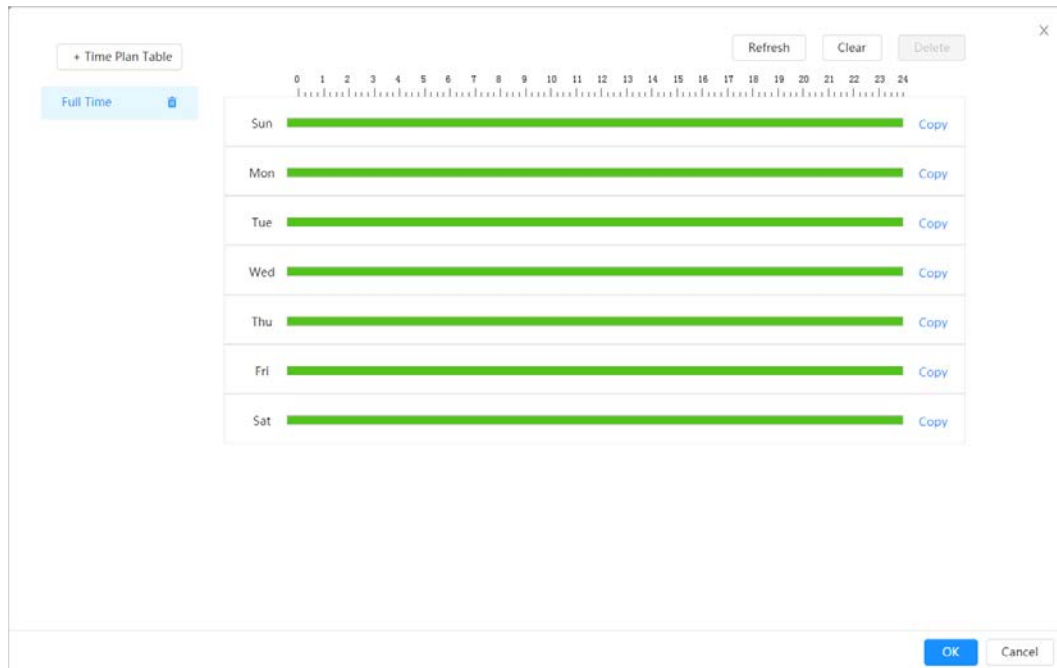 + Time Plan Table
Refresh Clear Delete
Full Time
0 1 2 3 4 5 6 7 8 9 10 11 12 13 14 15 16 17 18 19 20 21 22 23 24
Sun Copy
Mon Copy
Tue Copy
Wed Copy
Thu Copy
Fri Copy
Sat Copy
OK Cancel